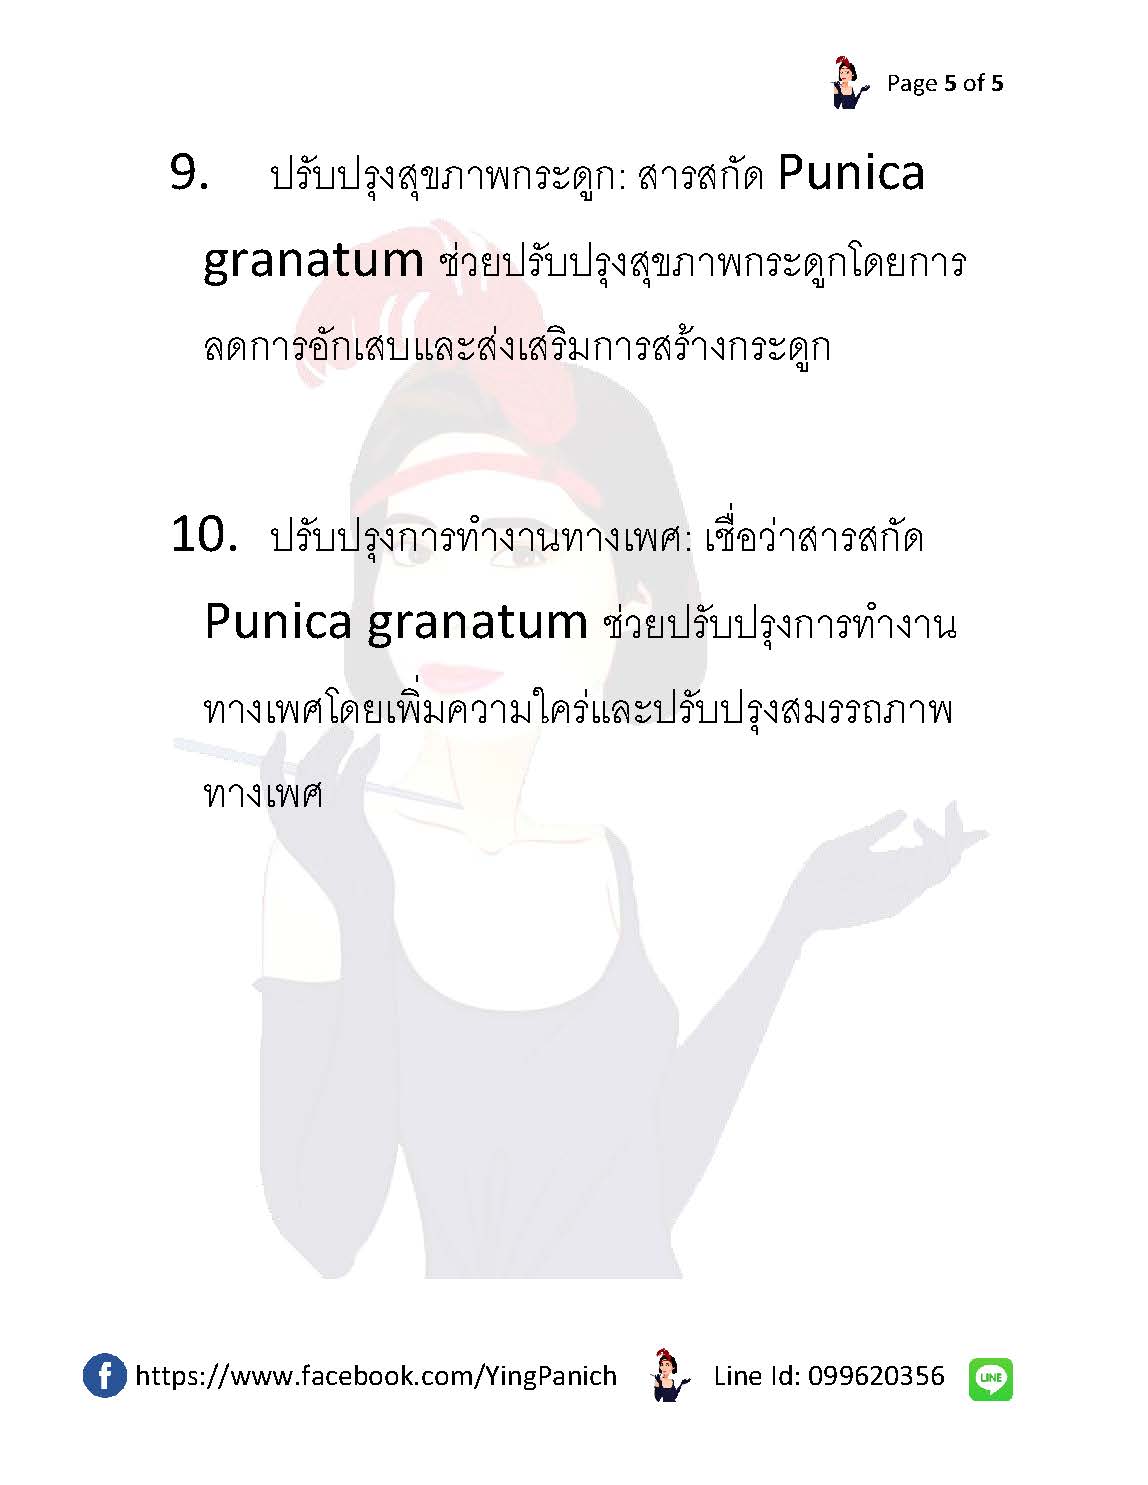 Page 5 of 5
9. ปรับปรุงสุขภาพกระดูก: สารสกัด Punica
granatum ช่วยปรับปรุงสุขภาพกระดูกโดยการ
ลดการอักเสบและส่งเสริมการสร้างกระดูก
10. ปรับปรุงการทำงานทางเพศ: เชื่อว่าสารสกัด
Punica granatum ช่วยปรับปรุงการทำงาน
ทางเพศโดยเพิ่มความใคร่และปรับปรุงสมรรถภาพ
ทางเพศ
https://www.facebook.com/YingPanich Line Id: 099620356 LINE